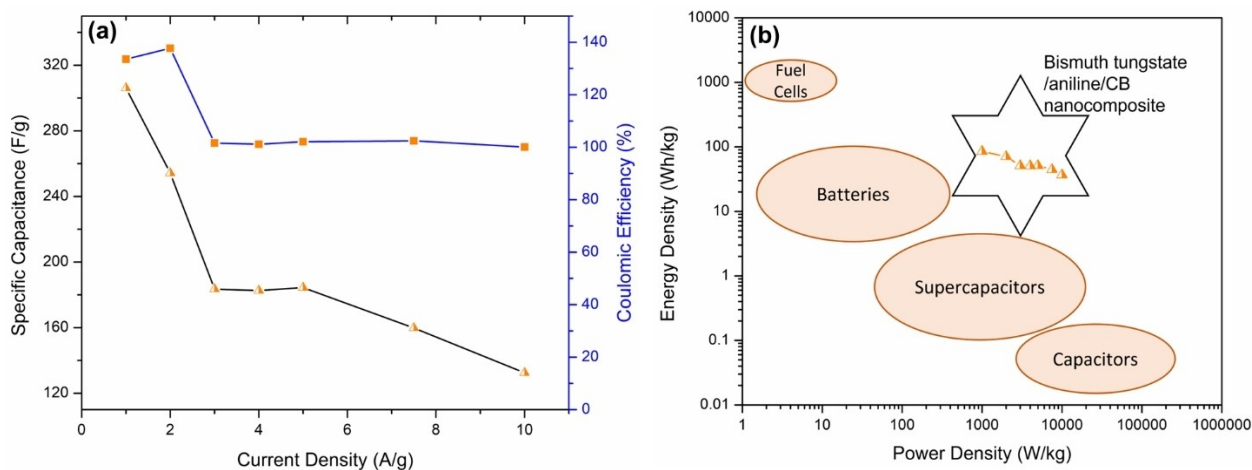 (a)
Specific Capacitance (F/g)
320
280
240
200
160
120
0
2
4
6
8
10
Current Density (A/g)
140
120
100
80
60
40
20
0
Coulomic Efficiency (%)
(b)
Energy Density (Wh/kg)
10000
1000
100
10
1
0.1
0.01
1
10
100
1000
10000
100000
1000000
Power Density (W/kg)
Fuel
Cells
Bismuth tungstate
/aniline/CB
nanocomposite
Batteries
Supercapacitors
Capacitors